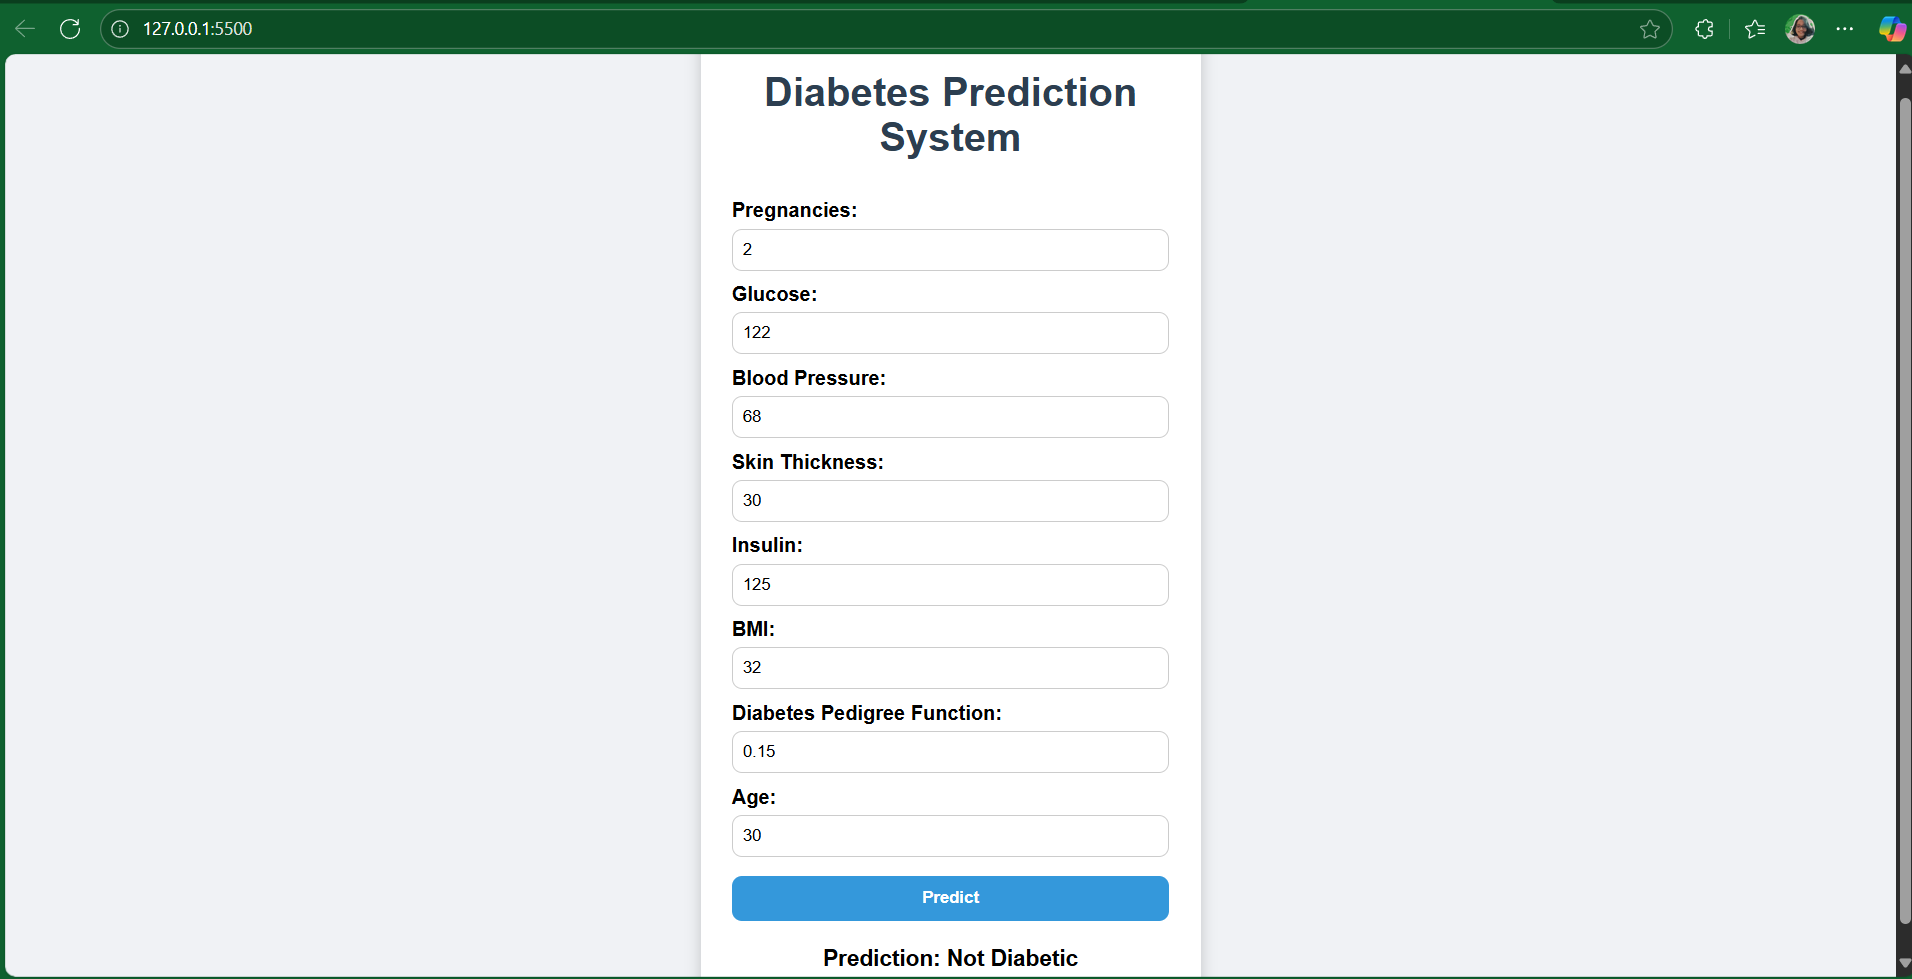 127.0.0.1:5500
Diabetes Prediction
System
Pregnancies:
2
Glucose:
122
Blood Pressure:
68
Skin Thickness:
30
Insulin:
125
BMI:
32
Diabetes Pedigree Function:
0.15
Age:
30
Predict
Prediction: Not Diabetic